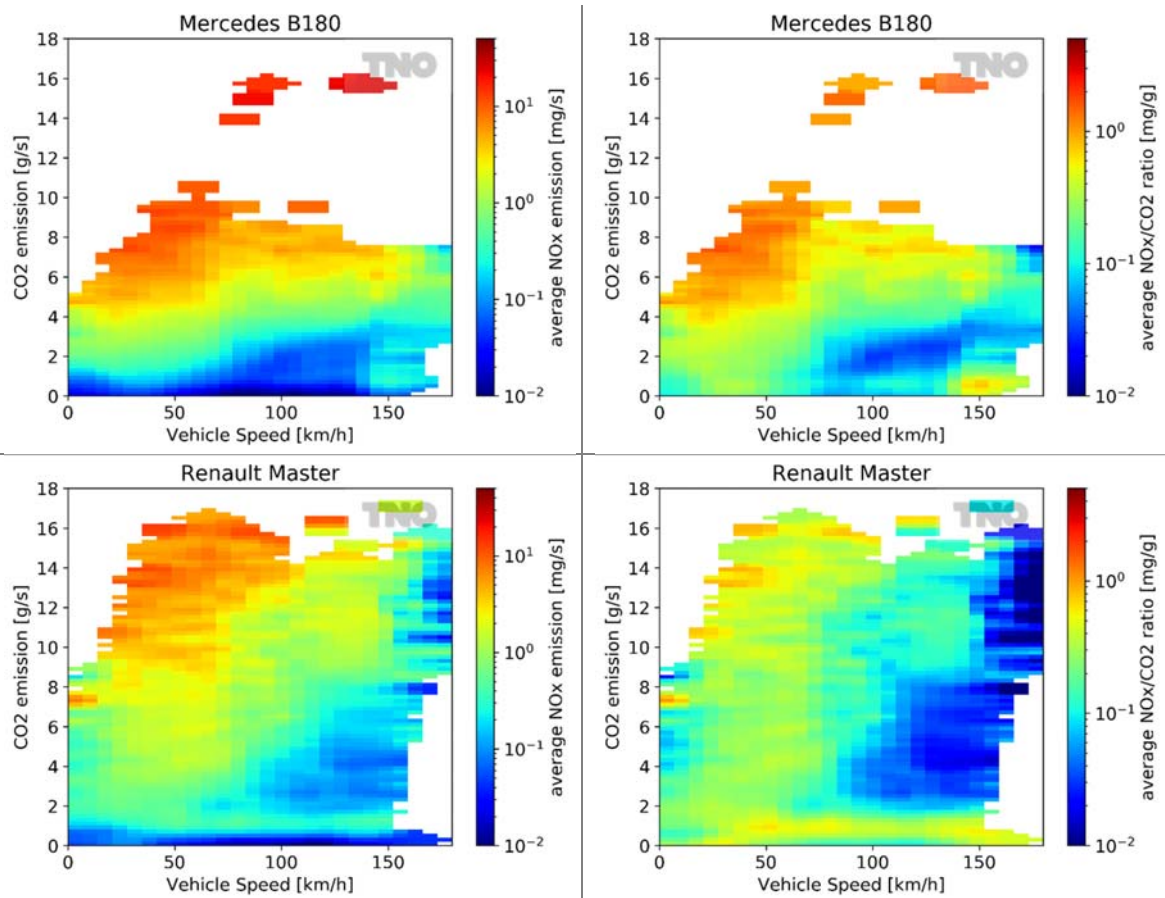 Mercedes B180
TNO
18
16
14
12
10
8
6
4
2
0
CO2 emission [g/s]
0 50 100 150
Vehicle Speed [km/h]
10^1
10^0
10^-1
10^-2
average NOx emission [mg/s]
Mercedes B180
TNO
18
16
14
12
10
8
6
4
2
0
CO2 emission [g/s]
0 50 100 150
Vehicle Speed [km/h]
10^0
10^-1
10^-2
average NOx/CO2 ratio [mg/g]
Renault Master
TNO
18
16
14
12
10
8
6
4
2
0
CO2 emission [g/s]
0 50 100 150
Vehicle Speed [km/h]
10^1
10^0
10^-1
10^-2
average NOx emission [mg/s]
Renault Master
TNO
18
16
14
12
10
8
6
4
2
0
CO2 emission [g/s]
0 50 100 150
Vehicle Speed [km/h]
10^0
10^-1
10^-2
average NOx/CO2 ratio [mg/g]